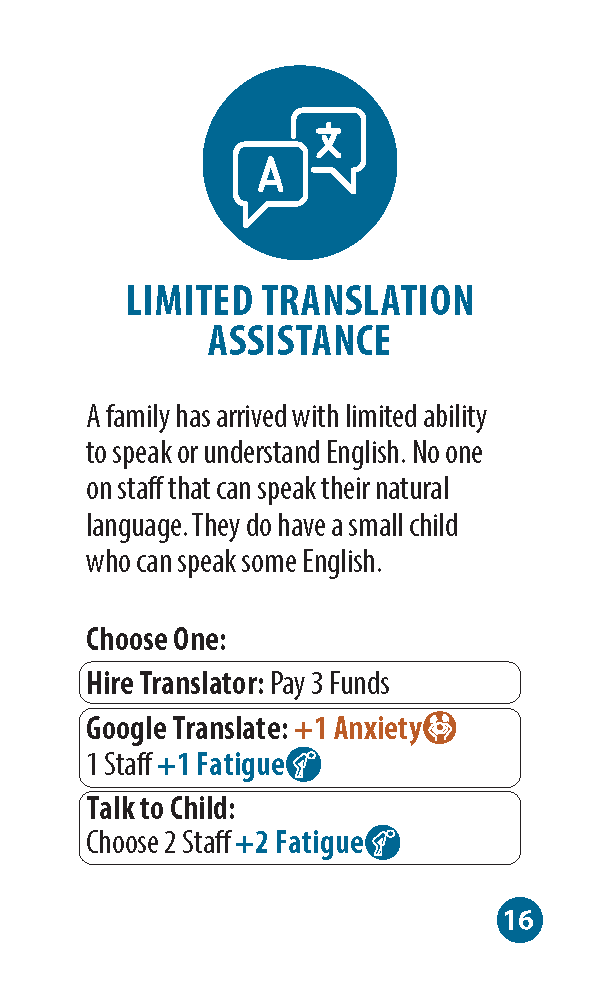 A
文
LIMITED TRANSLATION
ASSISTANCE
A family has arrived with limited ability
to speak or understand English. No one
on staff that can speak their natural
language. They do have a small child
who can speak some English.
Choose One:
Hire Translator: Pay 3 Funds
Google Translate: +1 Anxiety
1 Staff +1 Fatigue
Talk to Child:
Choose 2 Staff +2 Fatigue
16